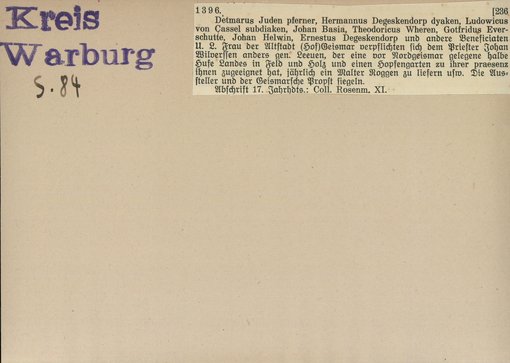 Kreis
Warburg
S. 84
1396. [236
Detmarus Juden pferner, Hermannus Degeskendorp dyaken, Ludowicus
von Cassel subdiaken, Johan Basia, Theodoricus Wheren, Gotfridus Ever-
schutte, Johan Helwin, Ernestus Degeskendorp und andere Beneficiaten
U. L. Frau der Altstadt (Hof)Geismar verpflichten sich dem Priester Johan
Wilverssen anders gen. Leeuen, der eine vor Nordgeismar gelegene halbe
Hufe Landes in Feld und Holz und einen Hopfengarten zu ihrer praesenz
ihnen zugeeignet hat, jährlich ein Malter Roggen zu liefern usw. Die Aus-
steller und der Geismarsche Propst siegeln.
Abschrift 17. Jahrhdts.: Coll. Rosenm. XI.